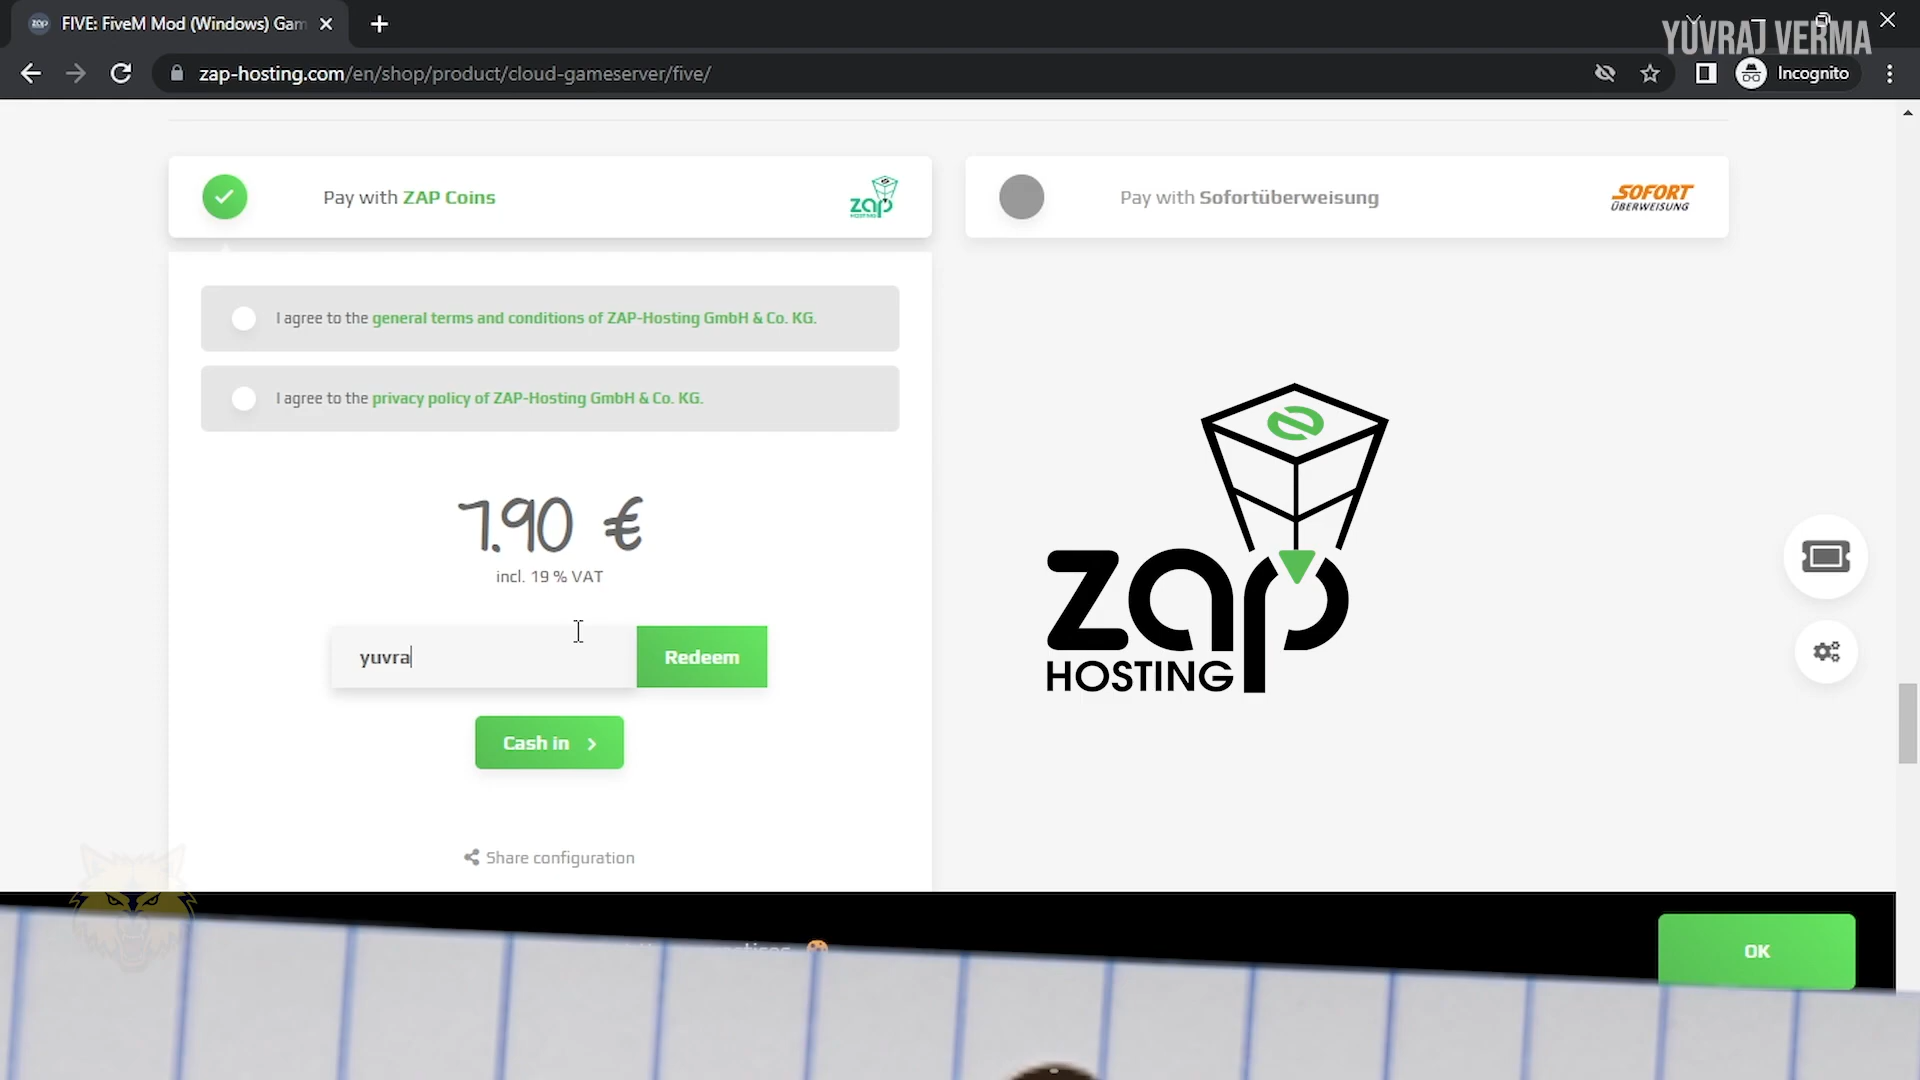 zap FIVE: FiveM Mod (Windows) Gam
YUVRAJ VERMA
zap-hosting.com/en/shop/product/cloud-gameserver/five/
Incognito
Pay with ZAP Coins
zap
HOSTING
Pay with Sofortüberweisung
SOFORT
ÜBERWEISUNG
I agree to the general terms and conditions of ZAP-Hosting GmbH & Co. KG.
I agree to the privacy policy of ZAP-Hosting GmbH & Co. KG.
7.90 €
incl. 19 % VAT
yuvra
Redeem
Cash in
Share configuration
zap
HOSTING
OK